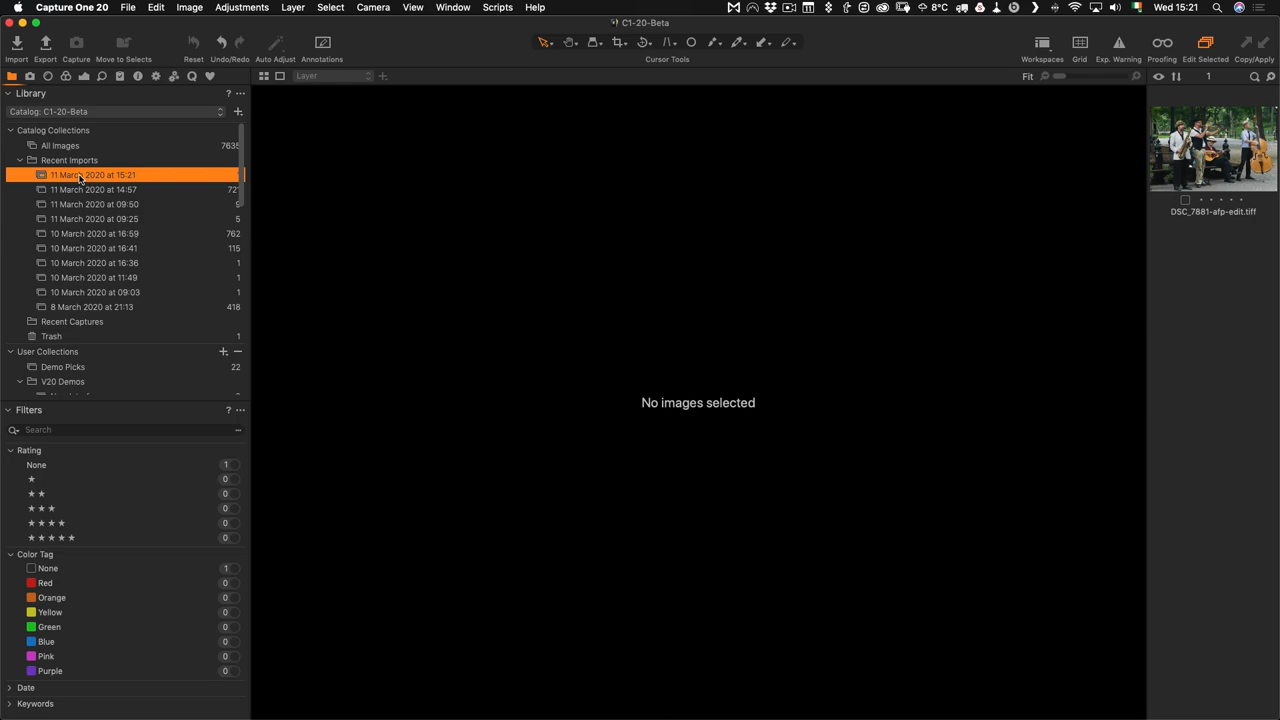 Capture One 20 File Edit Image Adjustments Layer Select Camera View Window Scripts Help 8°C Wed 15:21
C1-20-Beta
Import Export Capture Move to Selects Reset Undo/Redo Auto Adjust Annotations Cursor Tools Workspaces Grid Exp. Warning Proofing Edit Selected Copy/Apply
Layer Fit 1
Library ?
Catalog: C1-20-Beta
Catalog Collections
All Images 7635
Recent Imports
11 March 2020 at 15:21
11 March 2020 at 14:57 721
11 March 2020 at 09:50 9
11 March 2020 at 09:25 5
10 March 2020 at 16:59 762
10 March 2020 at 16:41 115
10 March 2020 at 16:36 1
10 March 2020 at 11:49 1
10 March 2020 at 09:03 1
8 March 2020 at 21:13 418
Recent Captures
Trash 1
User Collections
Demo Picks 22
V20 Demos
Filters ?
Search
Rating
None 1
★ 0
★ ★ 0
★ ★ ★ 0
★ ★ ★ ★ 0
★ ★ ★ ★ ★ 0
Color Tag
None 1
Red 0
Orange 0
Yellow 0
Green 0
Blue 0
Pink 0
Purple 0
Date
Keywords
No images selected
DSC_7881-afp-edit.tiff